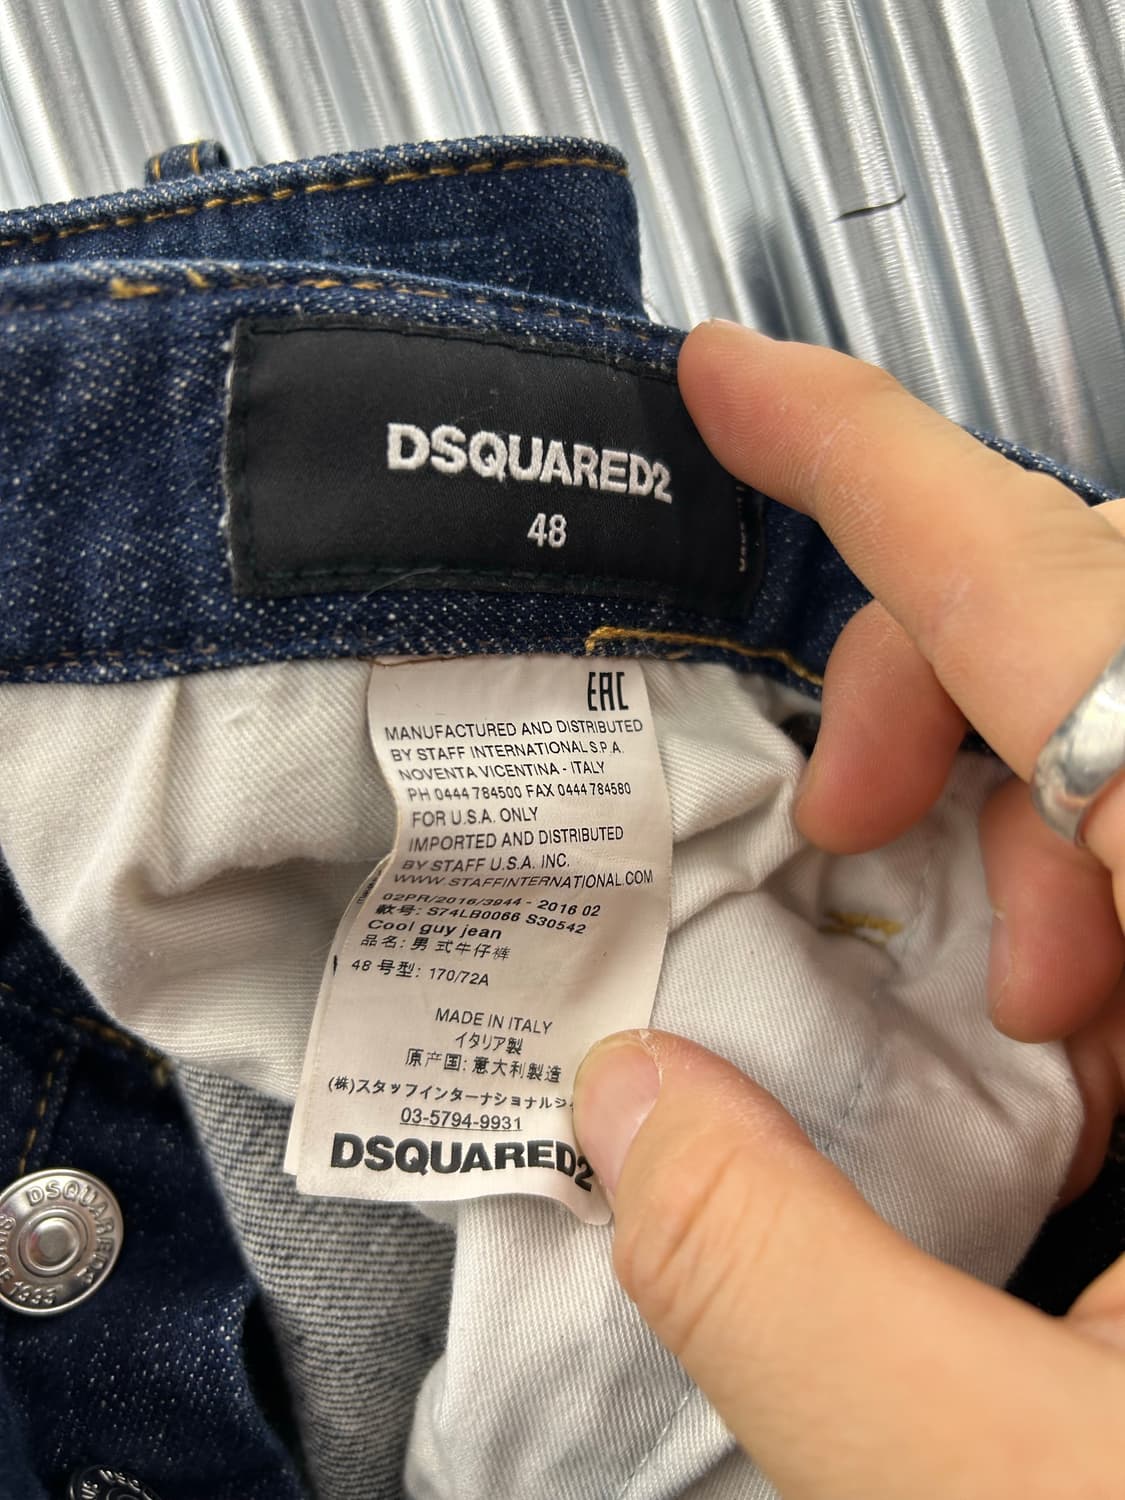 DSQUARED2
48
EAC
MANUFACTURED AND DISTRIBUTED
BY STAFF INTERNATIONAL S.P.A.
NOVENTA VICENTINA - ITALY
PH 0444 784500 FAX 0444 784580
FOR U.S.A. ONLY
IMPORTED AND DISTRIBUTED
BY STAFF U.S.A. INC.
WWW.STAFFINTERNATIONAL.COM
02PR/2016/3944 - 2016 02
款号: S74LB0066 S30542
Cool guy jean
品名: 男 式牛仔裤
48 号型: 170/72A
MADE IN ITALY
イタリア製
原产国: 意大利製造
(株)スタッフインターナショナル
03-5794-9931
DSQUARED2
DSQUARED2
SINCE 1995